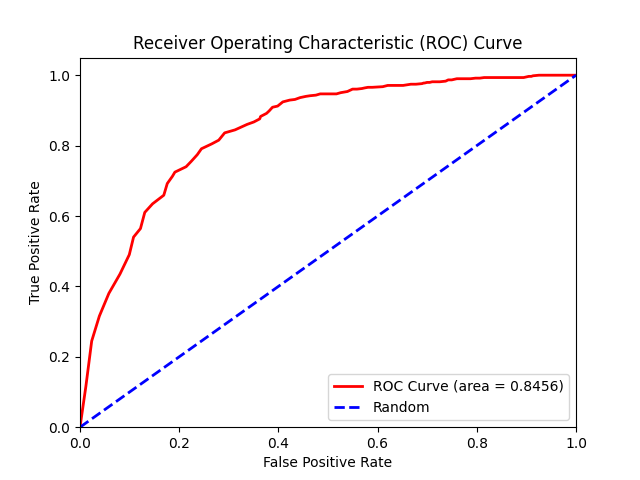 Receiver Operating Characteristic (ROC) Curve
1.0
0.8
0.6
0.4
0.2
0.0
True Positive Rate
ROC Curve (area = 0.8456)
Random
0.0 0.2 0.4 0.6 0.8 1.0
False Positive Rate